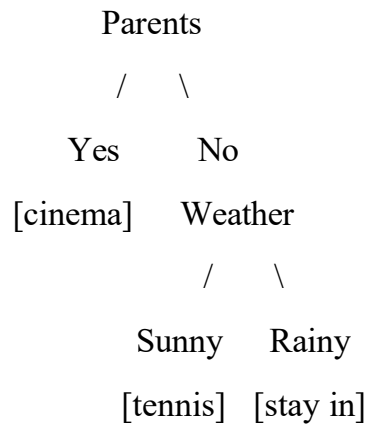 Parents
/ \
Yes No
[cinema] Weather
/ \
Sunny Rainy
[tennis] [stay in]